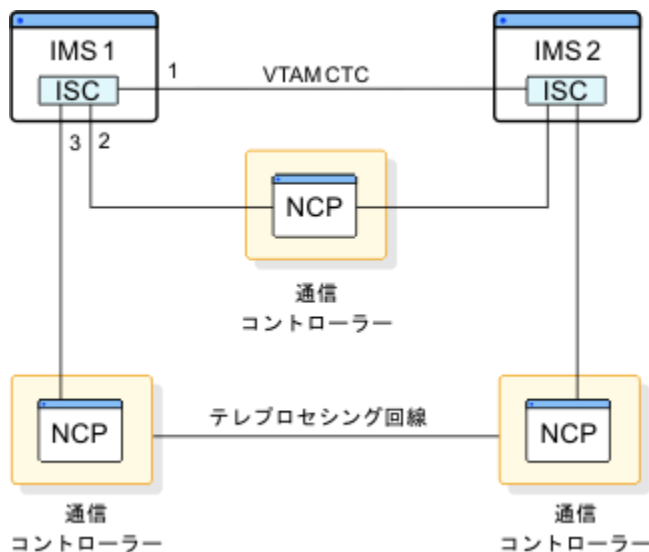 IMS 1
IMS 2
ISC
1
VTAM CTC
ISC
3
2
NCP
通信
コントローラー
NCP
テレプロセシング回線
NCP
通信
コントローラー
通信
コントローラー